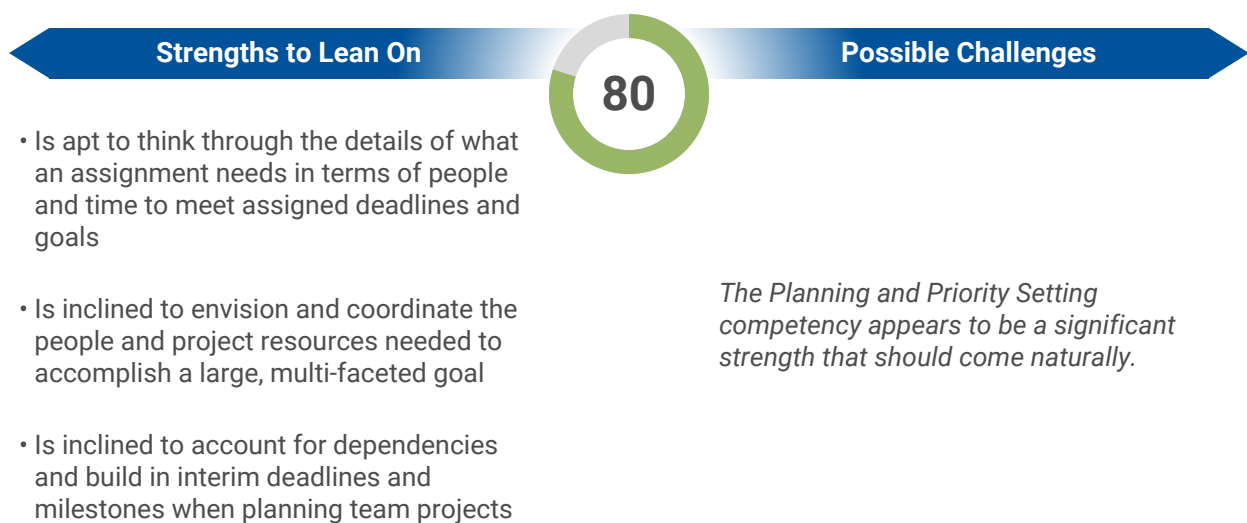 Strengths to Lean On
80
Possible Challenges
• Is apt to think through the details of what
an assignment needs in terms of people
and time to meet assigned deadlines and
goals
• Is inclined to envision and coordinate the
people and project resources needed to
accomplish a large, multi-faceted goal
• Is inclined to account for dependencies
and build in interim deadlines and
milestones when planning team projects
The Planning and Priority Setting
competency appears to be a significant
strength that should come naturally.